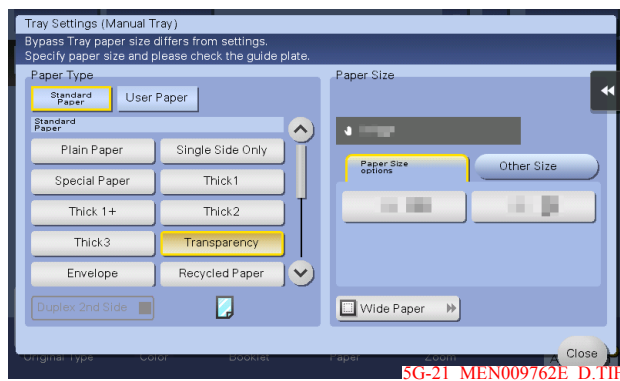 Tray Settings (Manual Tray)
Bypass Tray paper size differs from settings.
Specify paper size and please check the guide plate.
Paper Type
Standard
Paper
User Paper
Standard
Paper
Plain Paper
Single Side Only
Special Paper
Thick1
Thick 1+
Thick2
Thick3
Transparency
Envelope
Recycled Paper
Duplex 2nd Side
Paper Size
Paper Size
options
Other Size
Wide Paper
Close
Original Type
Color
Booklet
Paper
Zoom
5G-21 MEN009762E_D.TIF